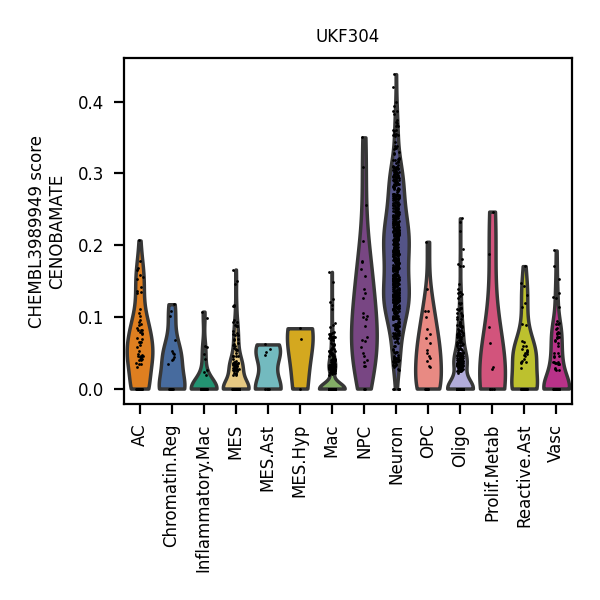 UKF304
CHEMBL3989949 score
CENOBAMATE
0.4
0.3
0.2
0.1
0.0
AC
Chromatin.Reg
Inflammatory.Mac
MES
MES.Ast
MES.Hyp
Mac
NPC
Neuron
OPC
Oligo
Prolif.Metab
Reactive.Ast
Vasc